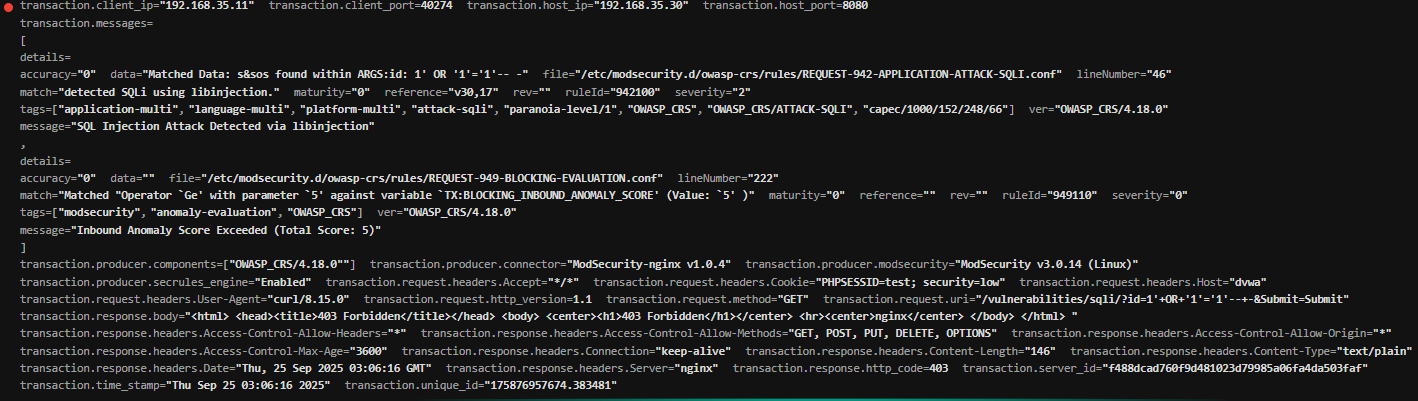 transaction.client_ip="192.168.35.11" transaction.client_port=40274 transaction.host_ip="192.168.35.30" transaction.host_port=8080
transaction.messages=
[
details=
accuracy="0" data="Matched Data: s&sos found within ARGS:id: 1' OR '1'='1'-- -" file="/etc/modsecurity.d/owasp-crs/rules/REQUEST-942-APPLICATION-ATTACK-SQLI.conf" lineNumber="46"
match="detected SQLi using libinjection." maturity="0" reference="v30,17" rev="" ruleId="942100" severity="2"
tags=["application-multi", "language-multi", "platform-multi", "attack-sqli", "paranoia-level/1", "OWASP_CRS", "OWASP_CRS/ATTACK-SQLI", "capec/1000/152/248/66"] ver="OWASP_CRS/4.18.0"
message="SQL Injection Attack Detected via libinjection"
,
details=
accuracy="0" data="" file="/etc/modsecurity.d/owasp-crs/rules/REQUEST-949-BLOCKING-EVALUATION.conf" lineNumber="222"
match="Matched "Operator `Ge' with parameter `5' against variable `TX:BLOCKING_INBOUND_ANOMALY_SCORE' (Value: `5' )" maturity="0" reference="" rev="" ruleId="949110" severity="0"
tags=["modsecurity", "anomaly-evaluation", "OWASP_CRS"] ver="OWASP_CRS/4.18.0"
message="Inbound Anomaly Score Exceeded (Total Score: 5)"
]
transaction.producer.components=["OWASP_CRS/4.18.0""] transaction.producer.connector="ModSecurity-nginx v1.0.4" transaction.producer.modsecurity="ModSecurity v3.0.14 (Linux)"
transaction.producer.secrules_engine="Enabled" transaction.request.headers.Accept="*/*" transaction.request.headers.Cookie="PHPSESSID=test; security=low" transaction.request.headers.Host="dvwa"
transaction.request.headers.User-Agent="curl/8.15.0" transaction.request.http_version=1.1 transaction.request.method="GET" transaction.request.uri="/vulnerabilities/sqli/?id=1'+OR+'1'='1'--+-&Submit=Submit"
transaction.response.body="<html> <head><title>403 Forbidden</title></head> <body> <center><h1>403 Forbidden</h1></center> <hr><center>nginx</center> </body> </html> "
transaction.response.headers.Access-Control-Allow-Headers="*" transaction.response.headers.Access-Control-Allow-Methods="GET, POST, PUT, DELETE, OPTIONS" transaction.response.headers.Access-Control-Allow-Origin="*"
transaction.response.headers.Access-Control-Max-Age="3600" transaction.response.headers.Connection="keep-alive" transaction.response.headers.Content-Length="146" transaction.response.headers.Content-Type="text/plain"
transaction.response.headers.Date="Thu, 25 Sep 2025 03:06:16 GMT" transaction.response.headers.Server="nginx" transaction.response.http_code=403 transaction.server_id="f488dcad760f9d481023d79985a06fa4da503faf"
transaction.time_stamp="Thu Sep 25 03:06:16 2025" transaction.unique_id="175876957674.383481"